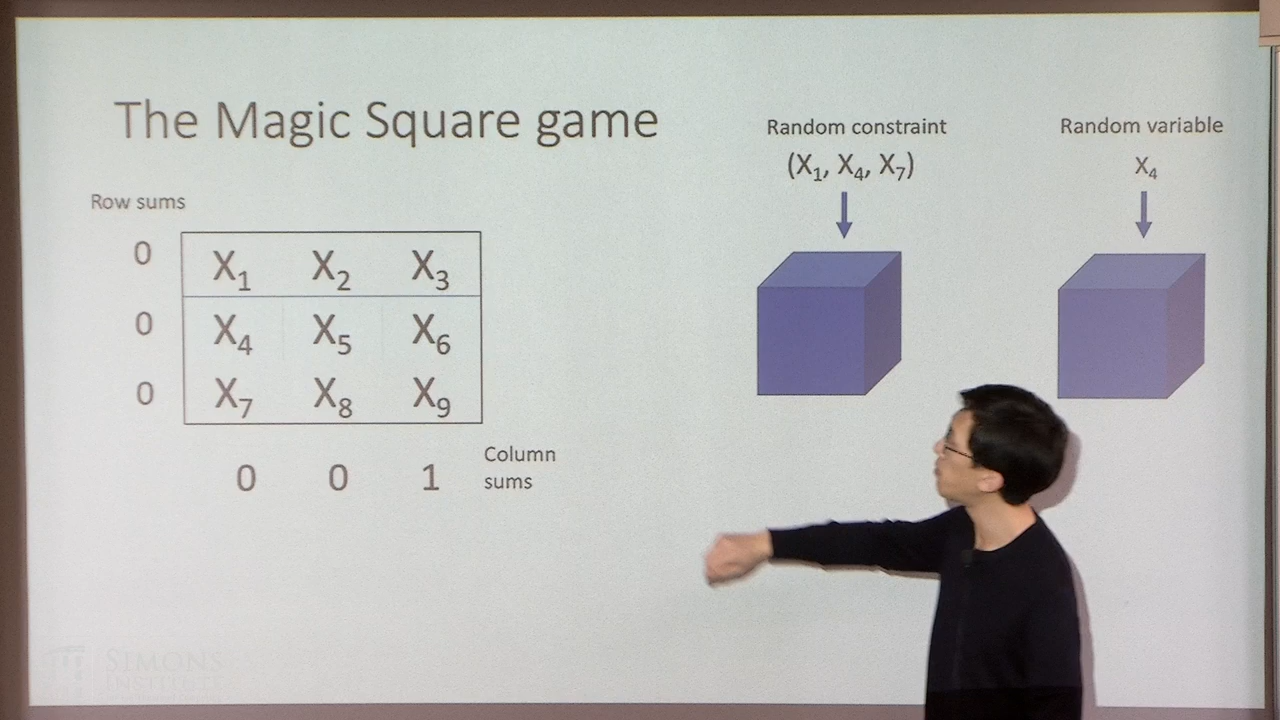 The Magic Square game
Random constraint
Random variable
(X₁, X₄, X₇)
X₄
Row sums
0 X₁ X₂ X₃
0 X₄ X₅ X₆
0 X₇ X₈ X₉
0 0 1
Column
sums
SIMONS
INSTITUTE